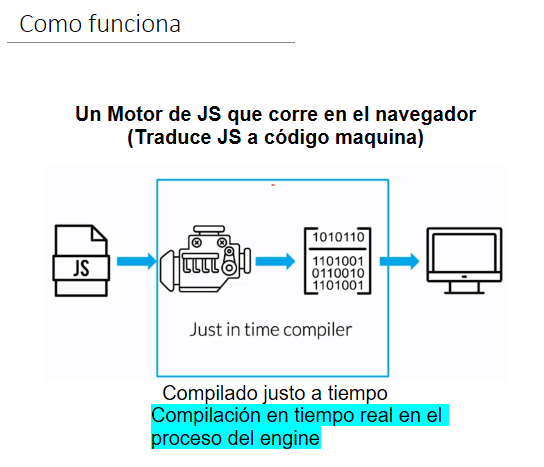 Como funciona
Un Motor de JS que corre en el navegador
(Traduce JS a código maquina)
JS
1010110
1101001
0110010
1101001
Just in time compiler
Compilado justo a tiempo
Compilación en tiempo real en el
proceso del engine